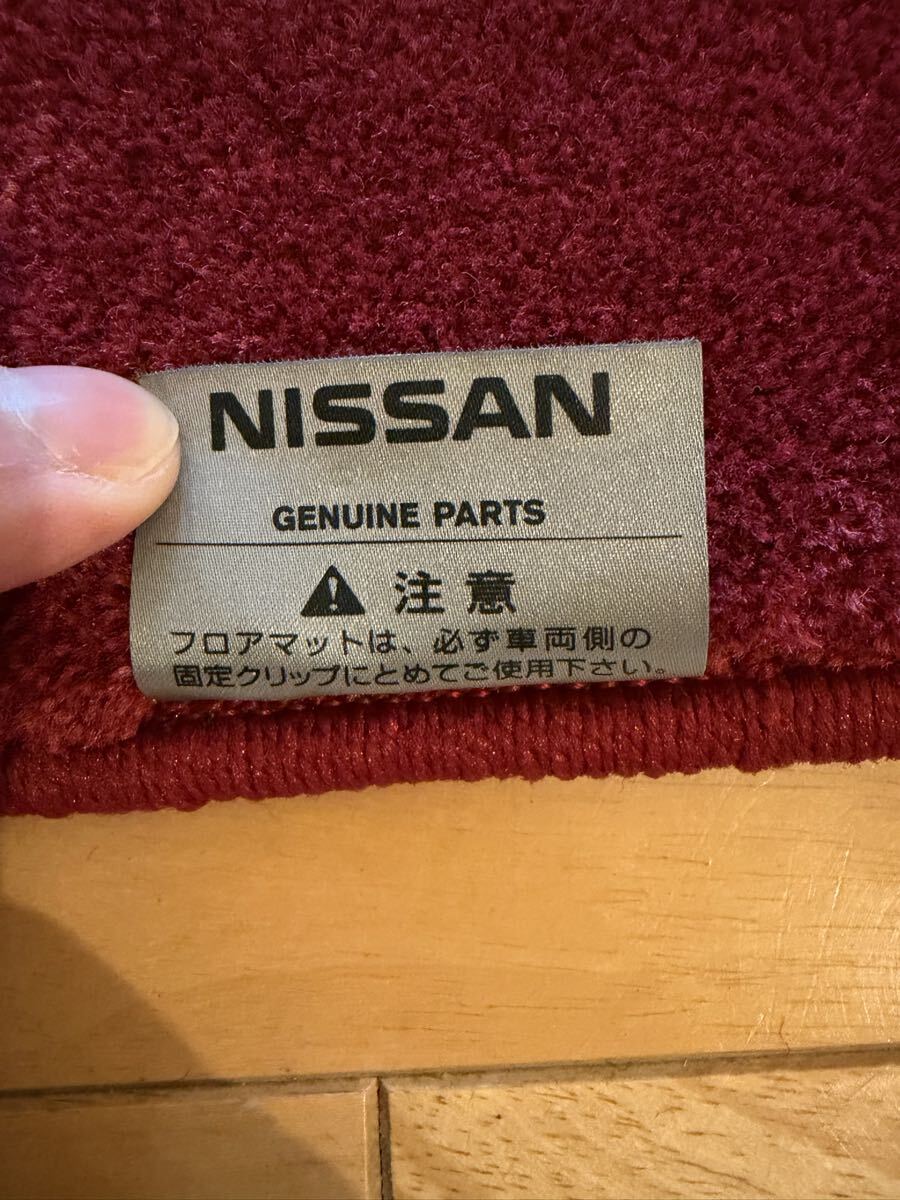 NISSAN
GENUINE PARTS
⚠ 注意
フロアマットは、必ず車両側の
固定クリップにとめてご使用下さい。